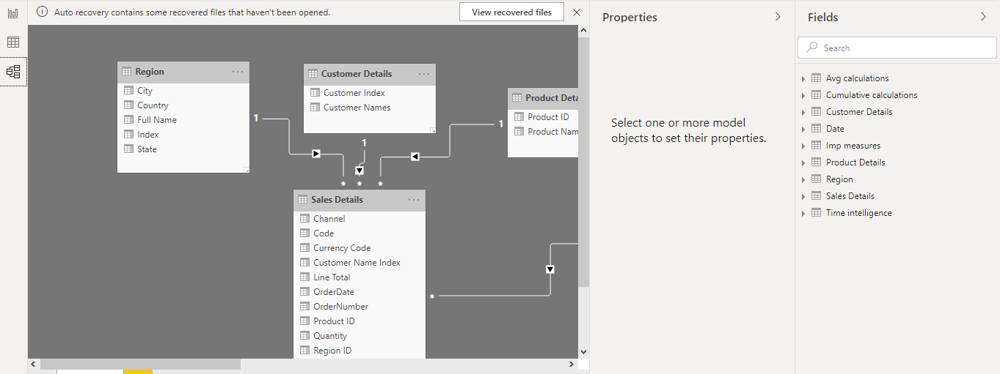 Auto recovery contains some recovered files that haven't been opened.
View recovered files
Region
City
Country
Full Name
Index
State
Customer Details
Customer Index
Customer Names
Product Deta
Product ID
Product Nam
1
1
1
*
*
*
Sales Details
Channel
Code
Currency Code
Customer Name Index
Line Total
OrderDate
OrderNumber
Product ID
Quantity
Region ID
*
Properties
Select one or more model
objects to set their properties.
Fields
Search
Avg calculations
Cumulative calculations
Customer Details
Date
Imp measures
Product Details
Region
Sales Details
Time intelligence